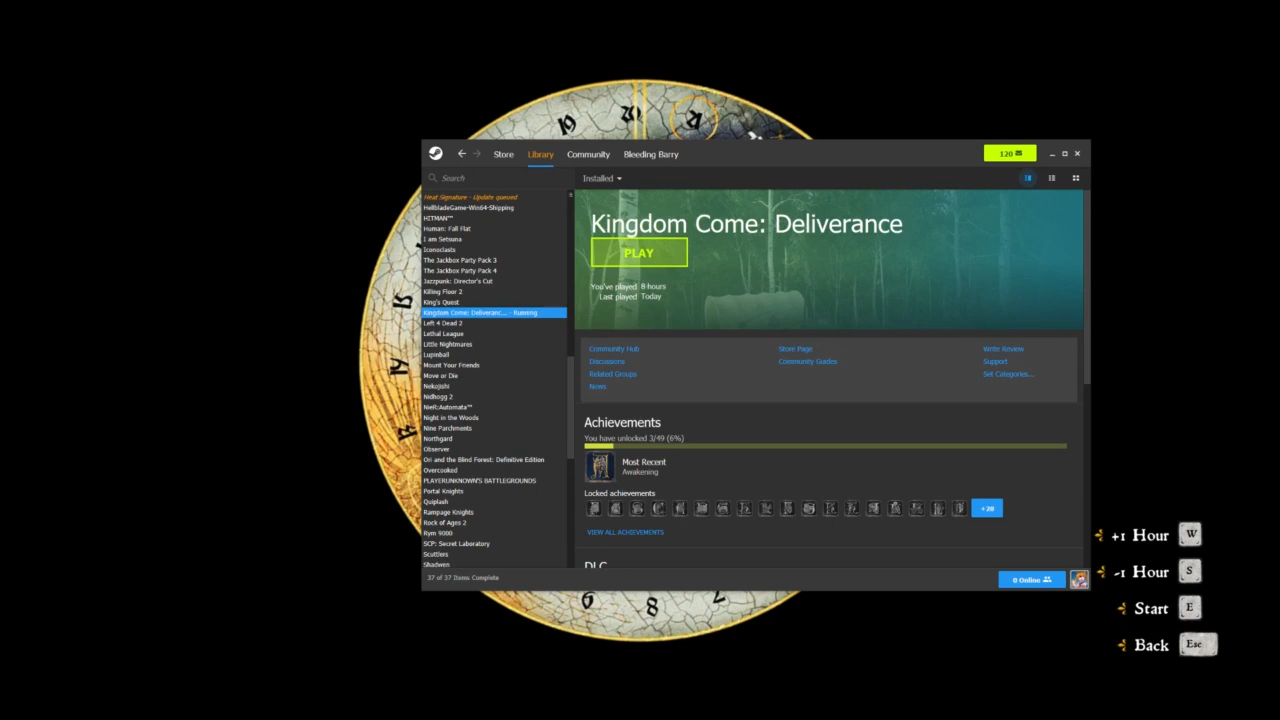 Store Library Community Bleeding Barry 120
Search Installed
Heat Signature - Update queued
HellbladeGame-Win64-Shipping
HITMAN™
Human: Fall Flat
I am Setsuna
Iconoclasts
The Jackbox Party Pack 3
The Jackbox Party Pack 4
Jazzpunk: Director's Cut
Killing Floor 2
King's Quest
Kingdom Come: Deliveranc... - Running
Left 4 Dead 2
Lethal League
Little Nightmares
Lupinball
Mount Your Friends
Move or Die
Nekojishi
Nidhogg 2
NieR:Automata™
Night in the Woods
Nine Parchments
Northgard
Observer
Ori and the Blind Forest: Definitive Edition
Overcooked
PLAYERUNKNOWN'S BATTLEGROUNDS
Portal Knights
Quiplash
Rampage Knights
Rock of Ages 2
Rym 9000
SCP: Secret Laboratory
Scuttlers
Shadwen
37 of 37 Items Complete
Kingdom Come: Deliverance
PLAY
You've played 8 hours
Last played Today
Community Hub Store Page Write Review
Discussions Community Guides Support
Related Groups Set Categories...
News
Achievements
You have unlocked 3/49 (6%)
Most Recent
Awakening
Locked achievements
+28
VIEW ALL ACHIEVEMENTS
DLC
0 Online
+1 Hour W
-1 Hour S
Start E
Back Esc
19
20
15
14
8
7